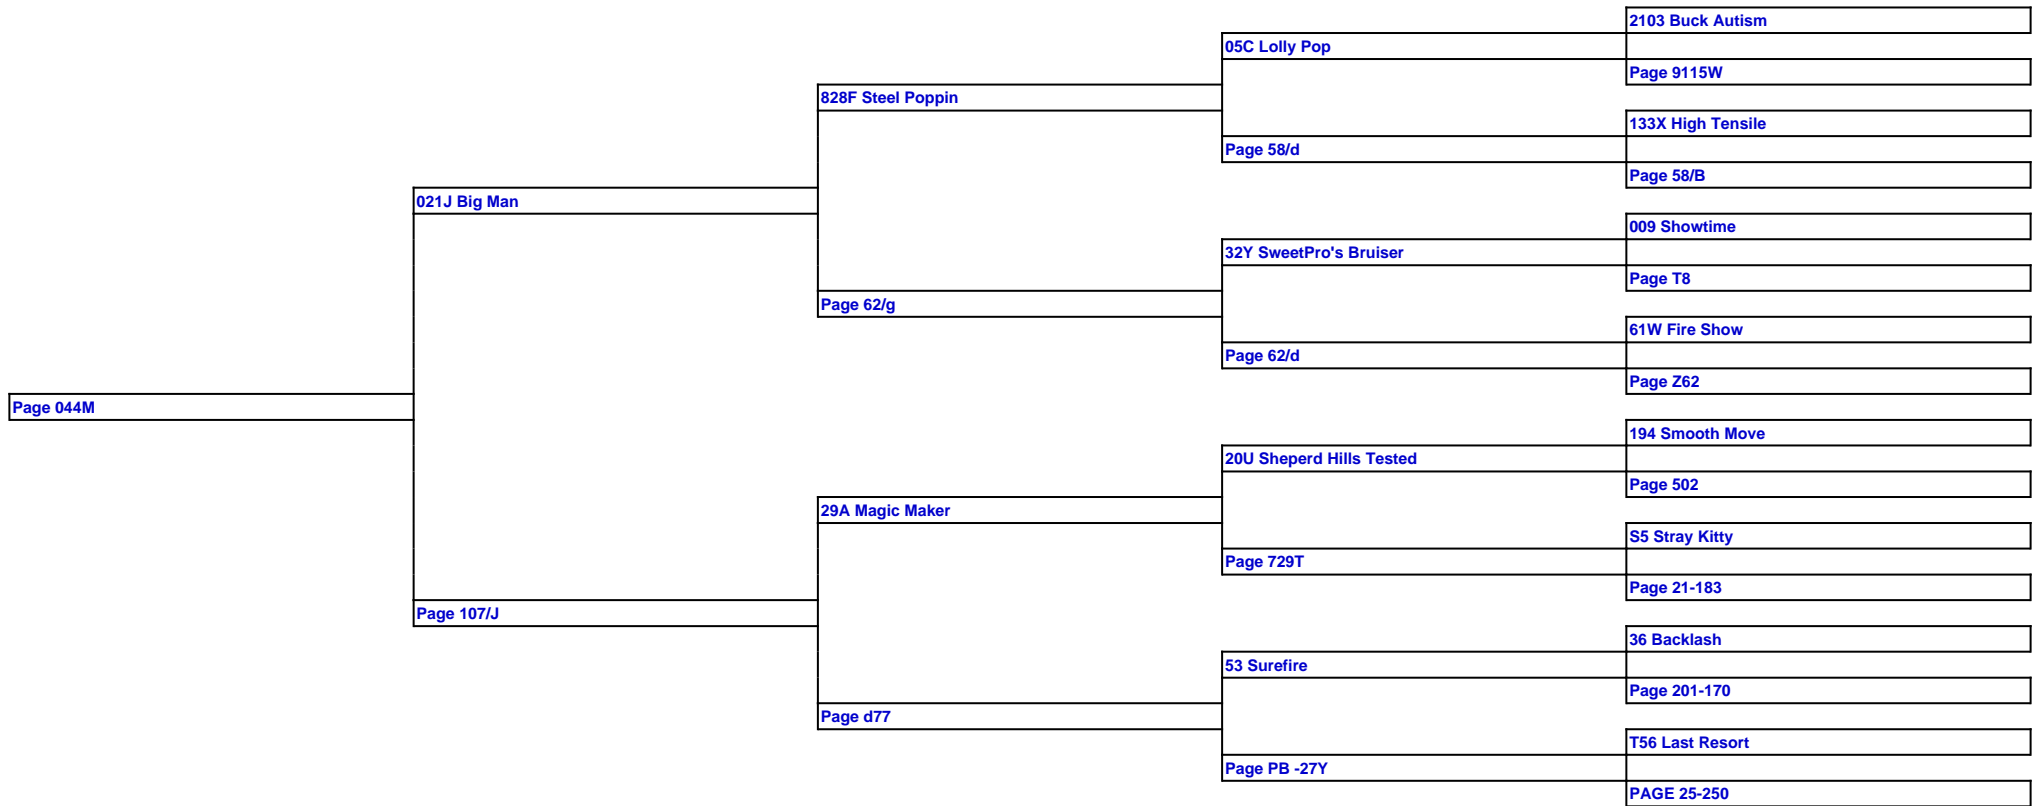 2103 Buck Autism
05C Lolly Pop
Page 9115W
828F Steel Poppin
133X High Tensile
Page 58/d
Page 58/B
021J Big Man
009 Showtime
32Y SweetPro's Bruiser
Page T8
Page 62/g
61W Fire Show
Page 62/d
Page Z62
Page 044M
194 Smooth Move
20U Sheperd Hills Tested
Page 502
29A Magic Maker
S5 Stray Kitty
Page 729T
Page 21-183
Page 107/J
36 Backlash
53 Surefire
Page 201-170
Page d77
T56 Last Resort
Page PB -27Y
PAGE 25-250